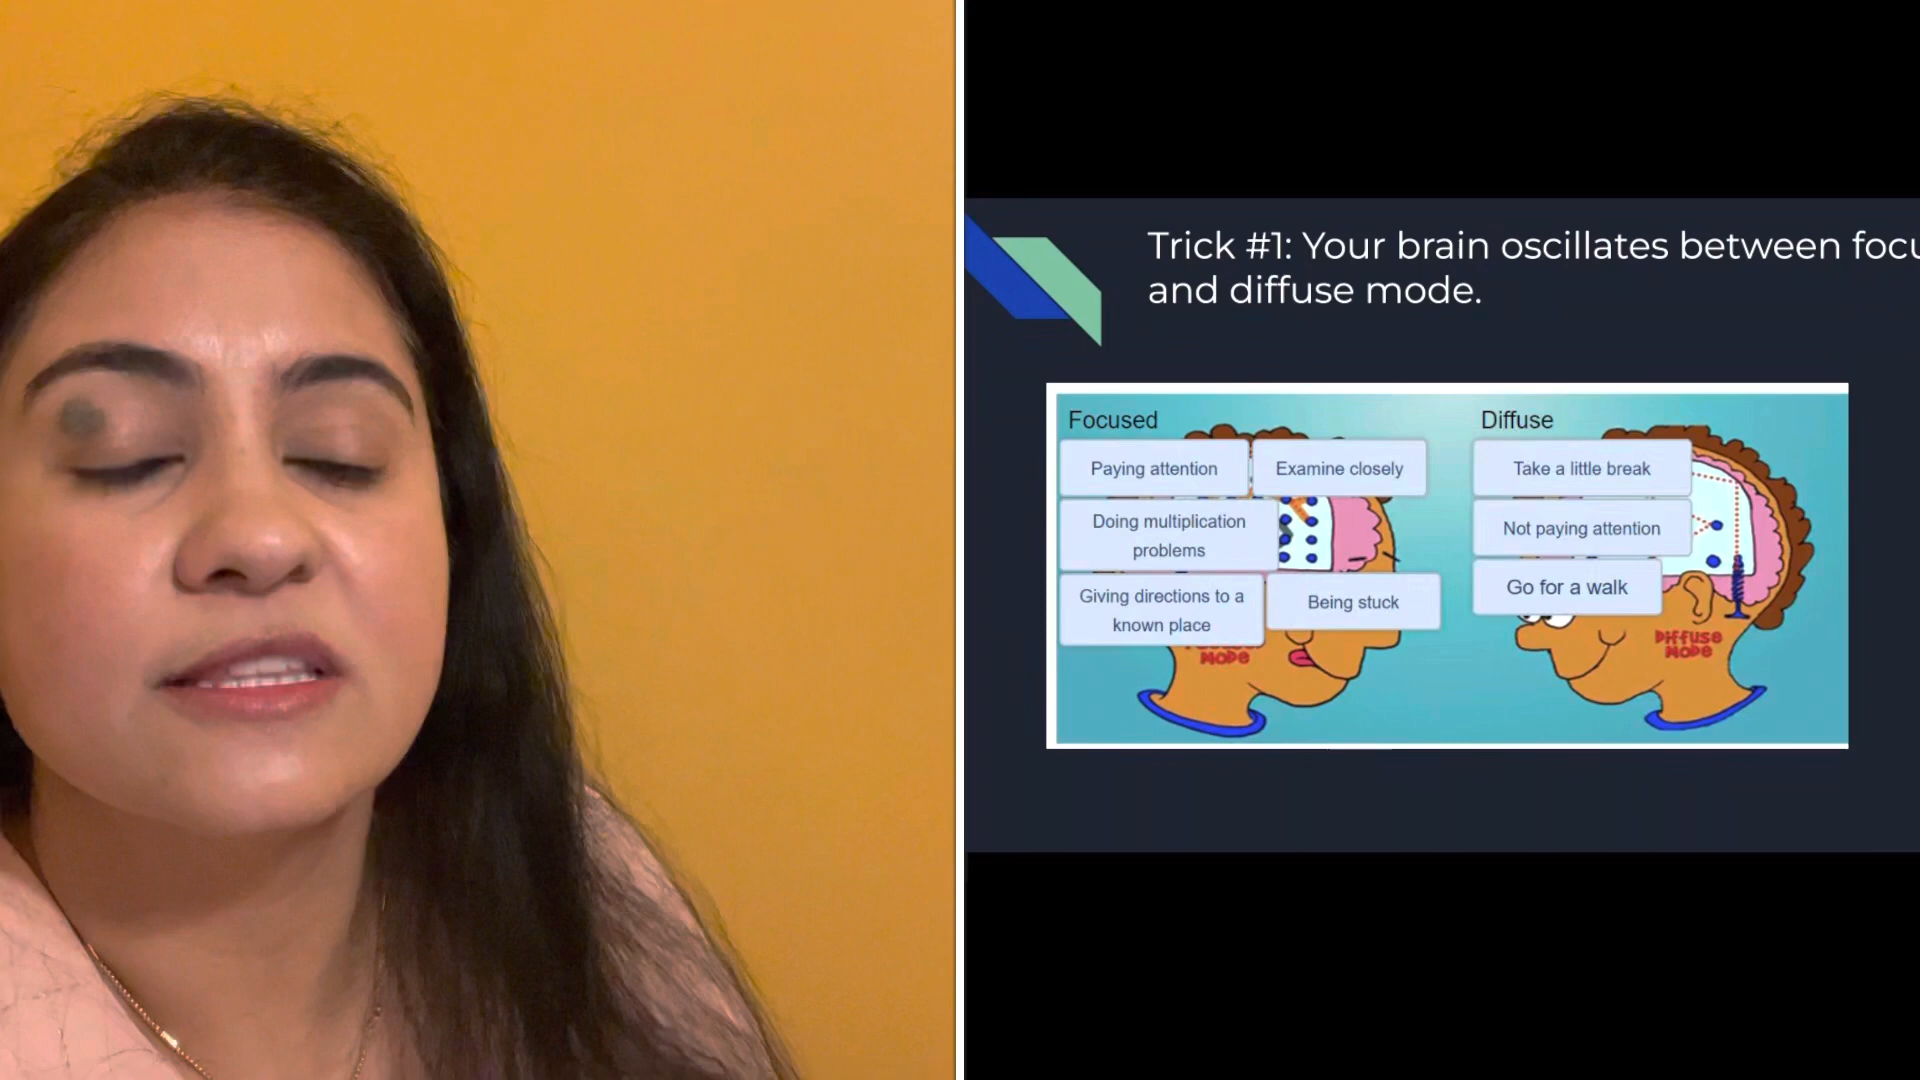 Trick #1: Your brain oscillates between focu
and diffuse mode.
Focused
Paying attention
Examine closely
Doing multiplication
problems
Giving directions to a
known place
Being stuck
MODE
Diffuse
Take a little break
Not paying attention
Go for a walk
DiffuSe
MODE